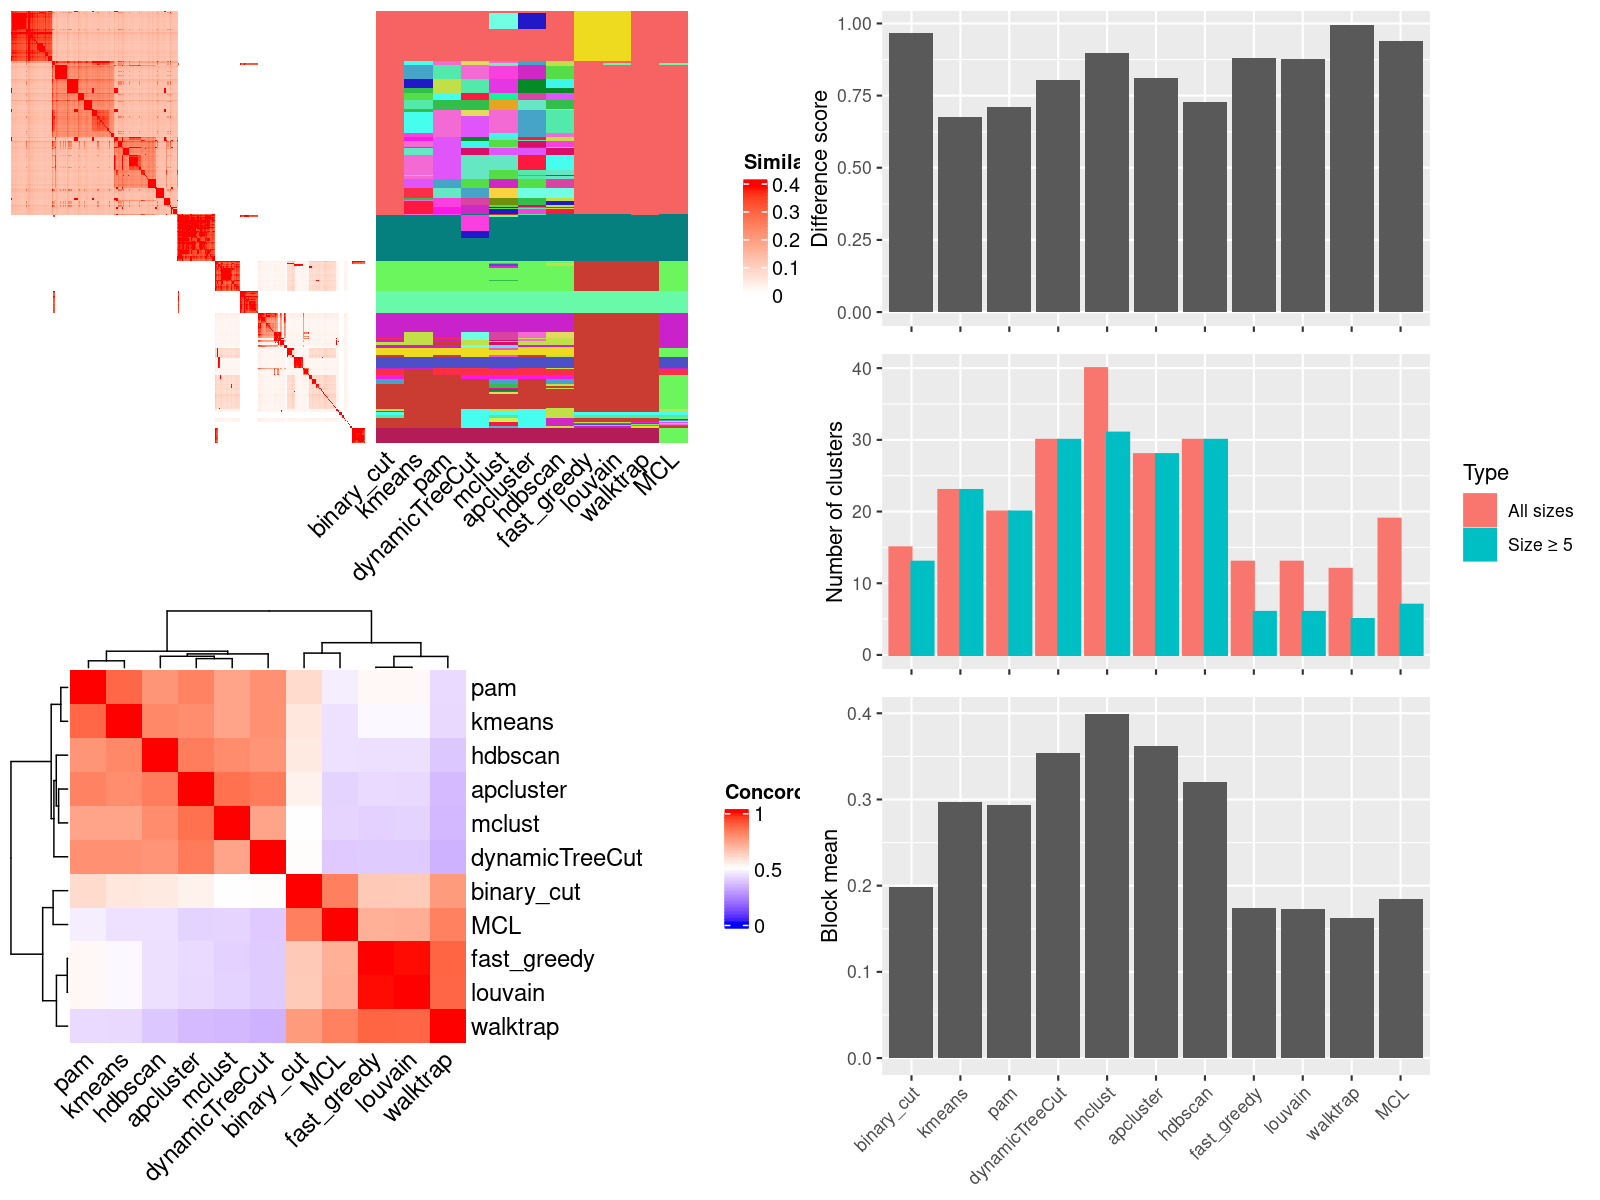 Simila
0.4
0.3
0.2
0.1
0
binary_cut
kmeans
pam
dynamicTreeCut
mclust
apcluster
hdbscan
fast_greedy
louvain
walktrap
MCL
pam
kmeans
hdbscan
apcluster
mclust
dynamicTreeCut
binary_cut
MCL
fast_greedy
louvain
walktrap
Concord
1
0.5
0
pam
kmeans
hdbscan
apcluster
mclust
dynamicTreeCut
binary_cut
MCL
fast_greedy
louvain
walktrap
Difference score
1.00
0.75
0.50
0.25
0.00
Number of clusters
40
30
20
10
0
Type
All sizes
Size ≥ 5
Block mean
0.4
0.3
0.2
0.1
0.0
binary_cut
kmeans
pam
dynamicTreeCut
mclust
apcluster
hdbscan
fast_greedy
louvain
walktrap
MCL